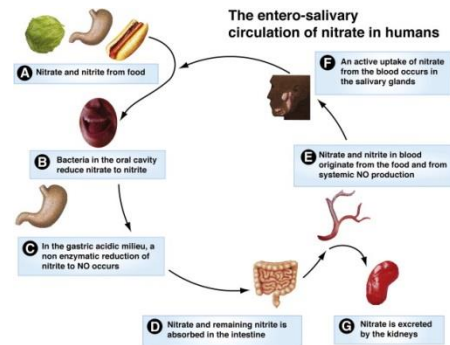 The entero-salivary
circulation of nitrate in humans
A Nitrate and nitrite from food
F An active uptake of nitrate
from the blood occurs in
the salivary glands
B Bacteria in the oral cavity
reduce nitrate to nitrite
E Nitrate and nitrite in blood
originate from the food and from
systemic NO production
C In the gastric acidic milieu, a
non enzymatic reduction of
nitrite to NO occurs
D Nitrate and remaining nitrite is
absorbed in the intestine
G Nitrate is excreted
by the kidneys